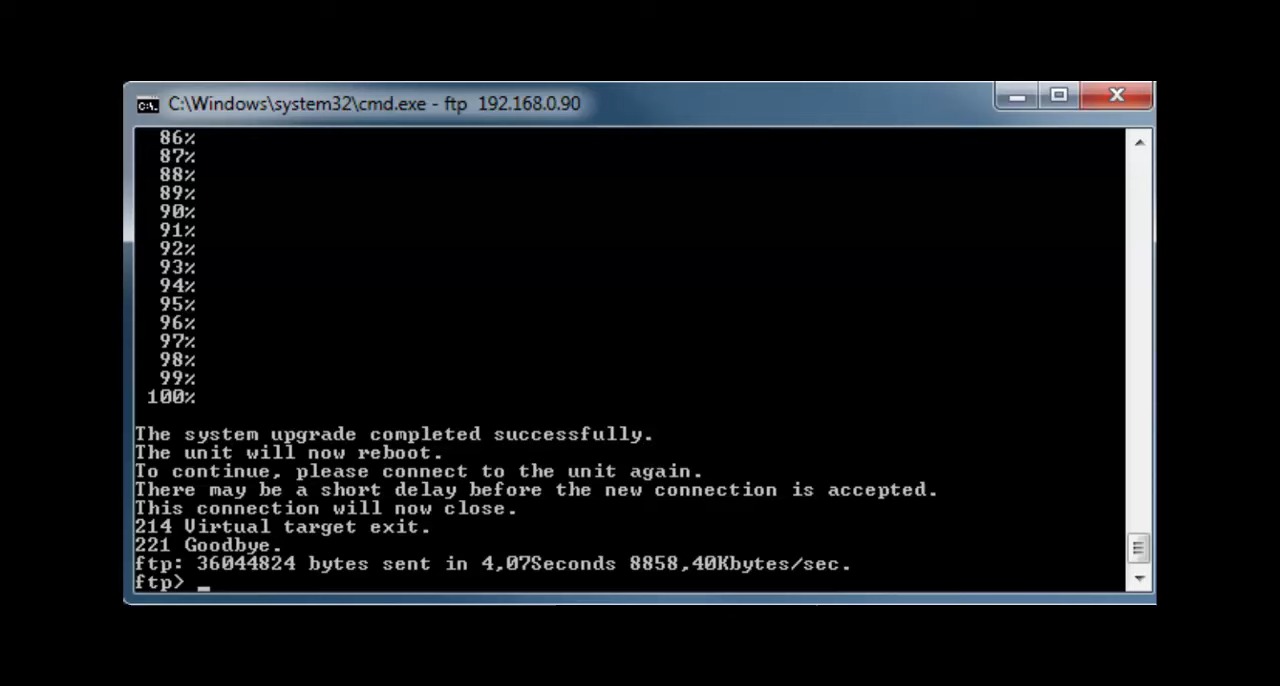 C:\Windows\system32\cmd.exe - ftp 192.168.0.90
86%
87%
88%
89%
90%
91%
92%
93%
94%
95%
96%
97%
98%
99%
100%
The system upgrade completed successfully.
The unit will now reboot.
To continue, please connect to the unit again.
There may be a short delay before the new connection is accepted.
This connection will now close.
214 Virtual target exit.
221 Goodbye.
ftp: 36044824 bytes sent in 4,07Seconds 8858,40Kbytes/sec.
ftp> _